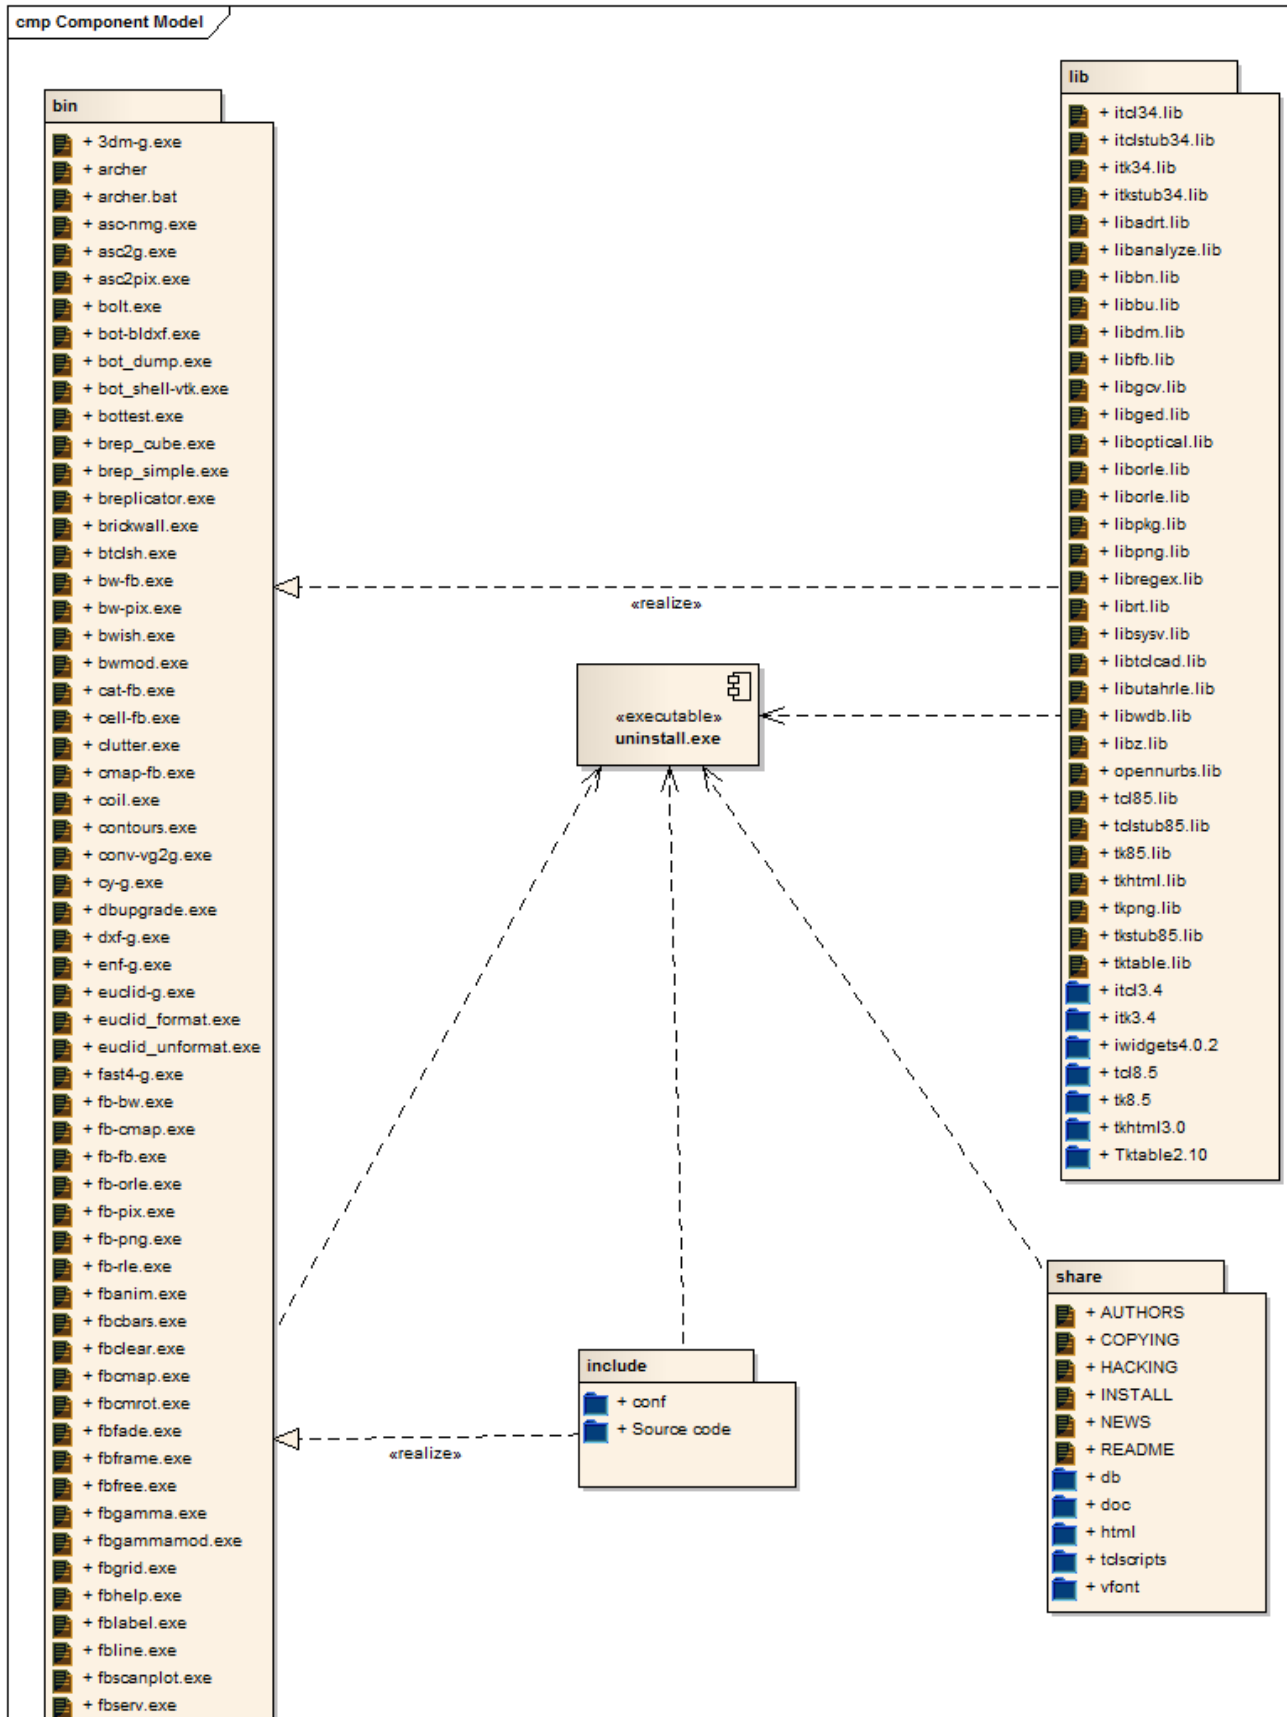 cmp Component Model
bin
+ 3dm-g.exe
+ archer
+ archer.bat
+ asc-nmg.exe
+ asc2g.exe
+ asc2pix.exe
+ bolt.exe
+ bot-bldxf.exe
+ bot_dump.exe
+ bot_shell-vtk.exe
+ bottest.exe
+ brep_cube.exe
+ brep_simple.exe
+ breplicator.exe
+ brickwall.exe
+ btclsh.exe
+ bw-fb.exe
+ bw-pix.exe
+ bwish.exe
+ bwmod.exe
+ cat-fb.exe
+ cell-fb.exe
+ clutter.exe
+ cmap-fb.exe
+ coil.exe
+ contours.exe
+ conv-vg2g.exe
+ cy-g.exe
+ dbupgrade.exe
+ dxf-g.exe
+ enf-g.exe
+ euclid-g.exe
+ euclid_format.exe
+ euclid_unformat.exe
+ fast4-g.exe
+ fb-bw.exe
+ fb-cmap.exe
+ fb-fb.exe
+ fb-orle.exe
+ fb-pix.exe
+ fb-png.exe
+ fb-rle.exe
+ fbanim.exe
+ fbcbars.exe
+ fbclear.exe
+ fbcmap.exe
+ fbcmrot.exe
+ fbfade.exe
+ fbframe.exe
+ fbfree.exe
+ fbgamma.exe
+ fbgammamod.exe
+ fbgrid.exe
+ fbhelp.exe
+ fblabel.exe
+ fbline.exe
+ fbscanplot.exe
+ fbserv.exe
«realize»
«executable»
uninstall.exe
include
+ conf
+ Source code
«realize»
lib
+ itcl34.lib
+ itclstub34.lib
+ itk34.lib
+ itkstub34.lib
+ libadrt.lib
+ libanalyze.lib
+ libbn.lib
+ libbu.lib
+ libdm.lib
+ libfb.lib
+ libgcv.lib
+ libged.lib
+ liboptical.lib
+ liborle.lib
+ liborle.lib
+ libpkg.lib
+ libpng.lib
+ libregex.lib
+ librt.lib
+ libsysv.lib
+ libtclcad.lib
+ libutahrle.lib
+ libwdb.lib
+ libz.lib
+ opennurbs.lib
+ tcl85.lib
+ tclstub85.lib
+ tk85.lib
+ tkhtml.lib
+ tkpng.lib
+ tkstub85.lib
+ tktable.lib
+ itcl3.4
+ itk3.4
+ iwidgets4.0.2
+ tcl8.5
+ tk8.5
+ tkhtml3.0
+ Tktable2.10
share
+ AUTHORS
+ COPYING
+ HACKING
+ INSTALL
+ NEWS
+ README
+ db
+ doc
+ html
+ tclscripts
+ vfont